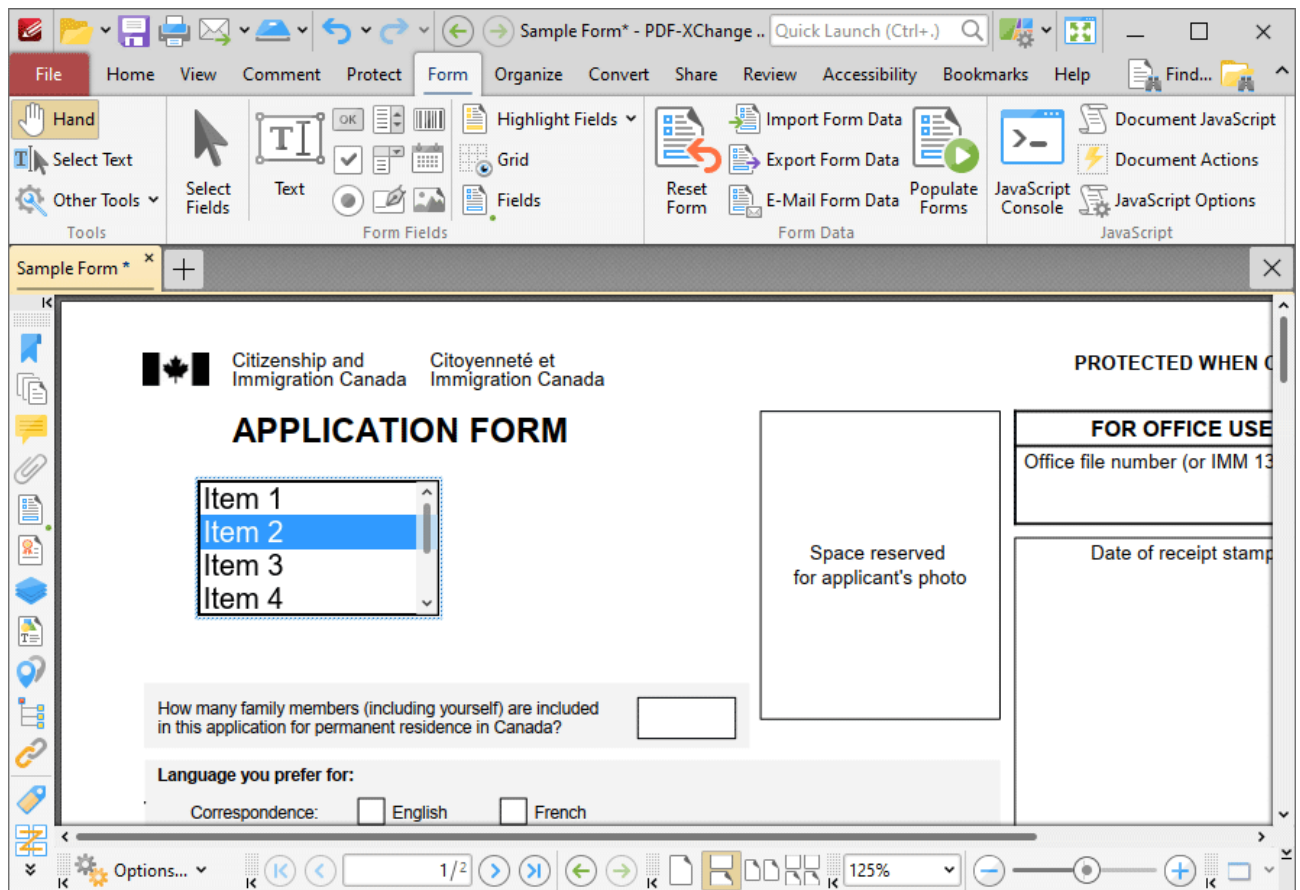 Sample Form* - PDF-XChange ..
Quick Launch (Ctrl+.)
File Home View Comment Protect Form Organize Convert Share Review Accessibility Bookmarks Help Find...
Hand
Select Text
Other Tools
Tools
Select
Fields
Text
OK
Highlight Fields
Grid
Fields
Form Fields
Reset
Form
Import Form Data
Export Form Data
E-Mail Form Data
Populate
Forms
Form Data
JavaScript
Console
Document JavaScript
Document Actions
JavaScript Options
JavaScript
Sample Form *
Citizenship and
Immigration Canada
Citoyenneté et
Immigration Canada
PROTECTED WHEN
APPLICATION FORM
Item 1
Item 2
Item 3
Item 4
Space reserved
for applicant's photo
FOR OFFICE USE
Office file number (or IMM 13
Date of receipt stamp
How many family members (including yourself) are included
in this application for permanent residence in Canada?
Language you prefer for:
Correspondence: English French
Options...
1/2
125%